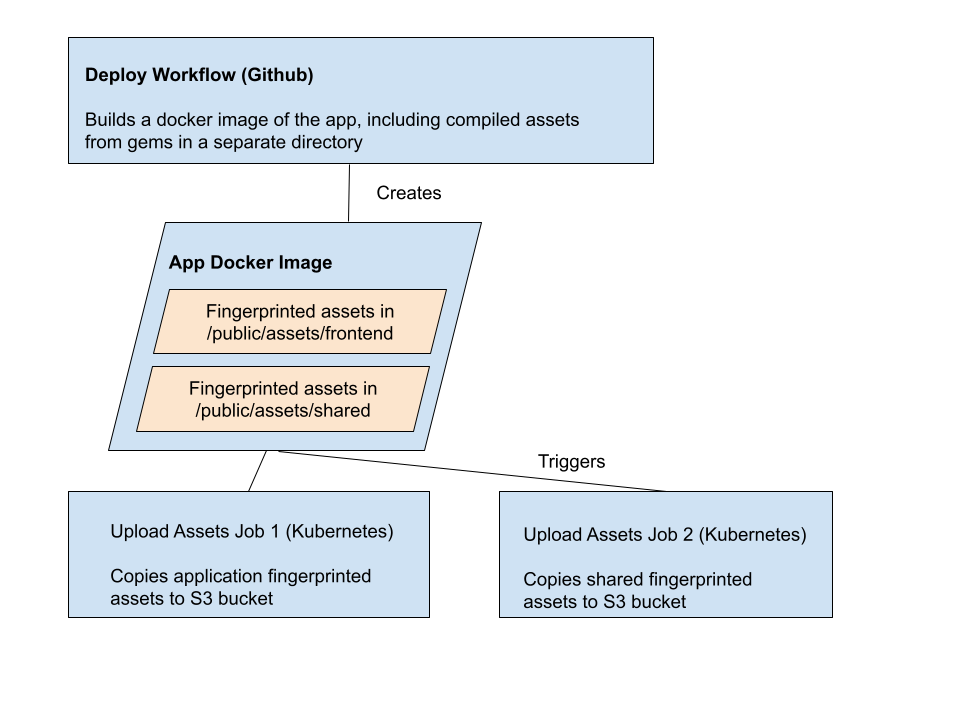 Deploy Workflow (Github)
Builds a docker image of the app, including compiled assets
from gems in a separate directory
Creates
App Docker Image
Fingerprinted assets in
/public/assets/frontend
Fingerprinted assets in
/public/assets/shared
Triggers
Upload Assets Job 1 (Kubernetes)
Copies application fingerprinted
assets to S3 bucket
Upload Assets Job 2 (Kubernetes)
Copies shared fingerprinted
assets to S3 bucket